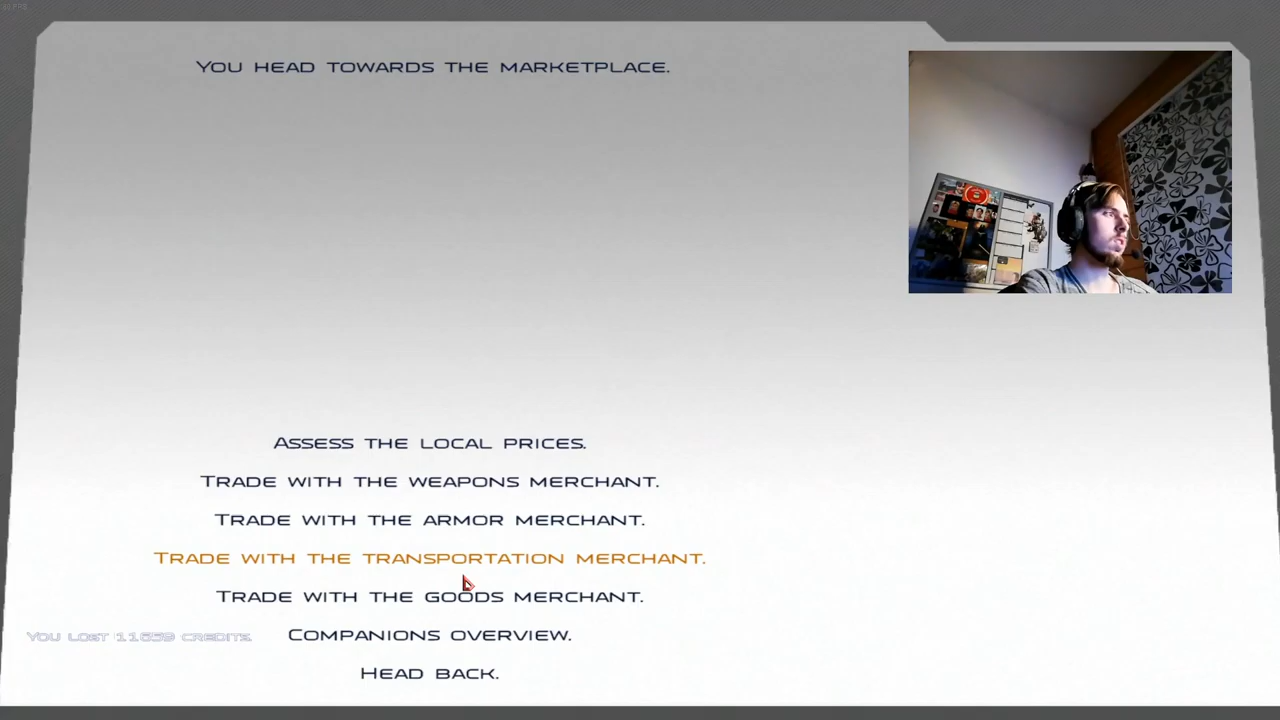 You head towards the marketplace.
Assess the local prices.
Trade with the weapons merchant.
Trade with the armor merchant.
Trade with the transportation merchant.
Trade with the goods merchant.
You lost 11659 credits.
Companions overview.
Head back.